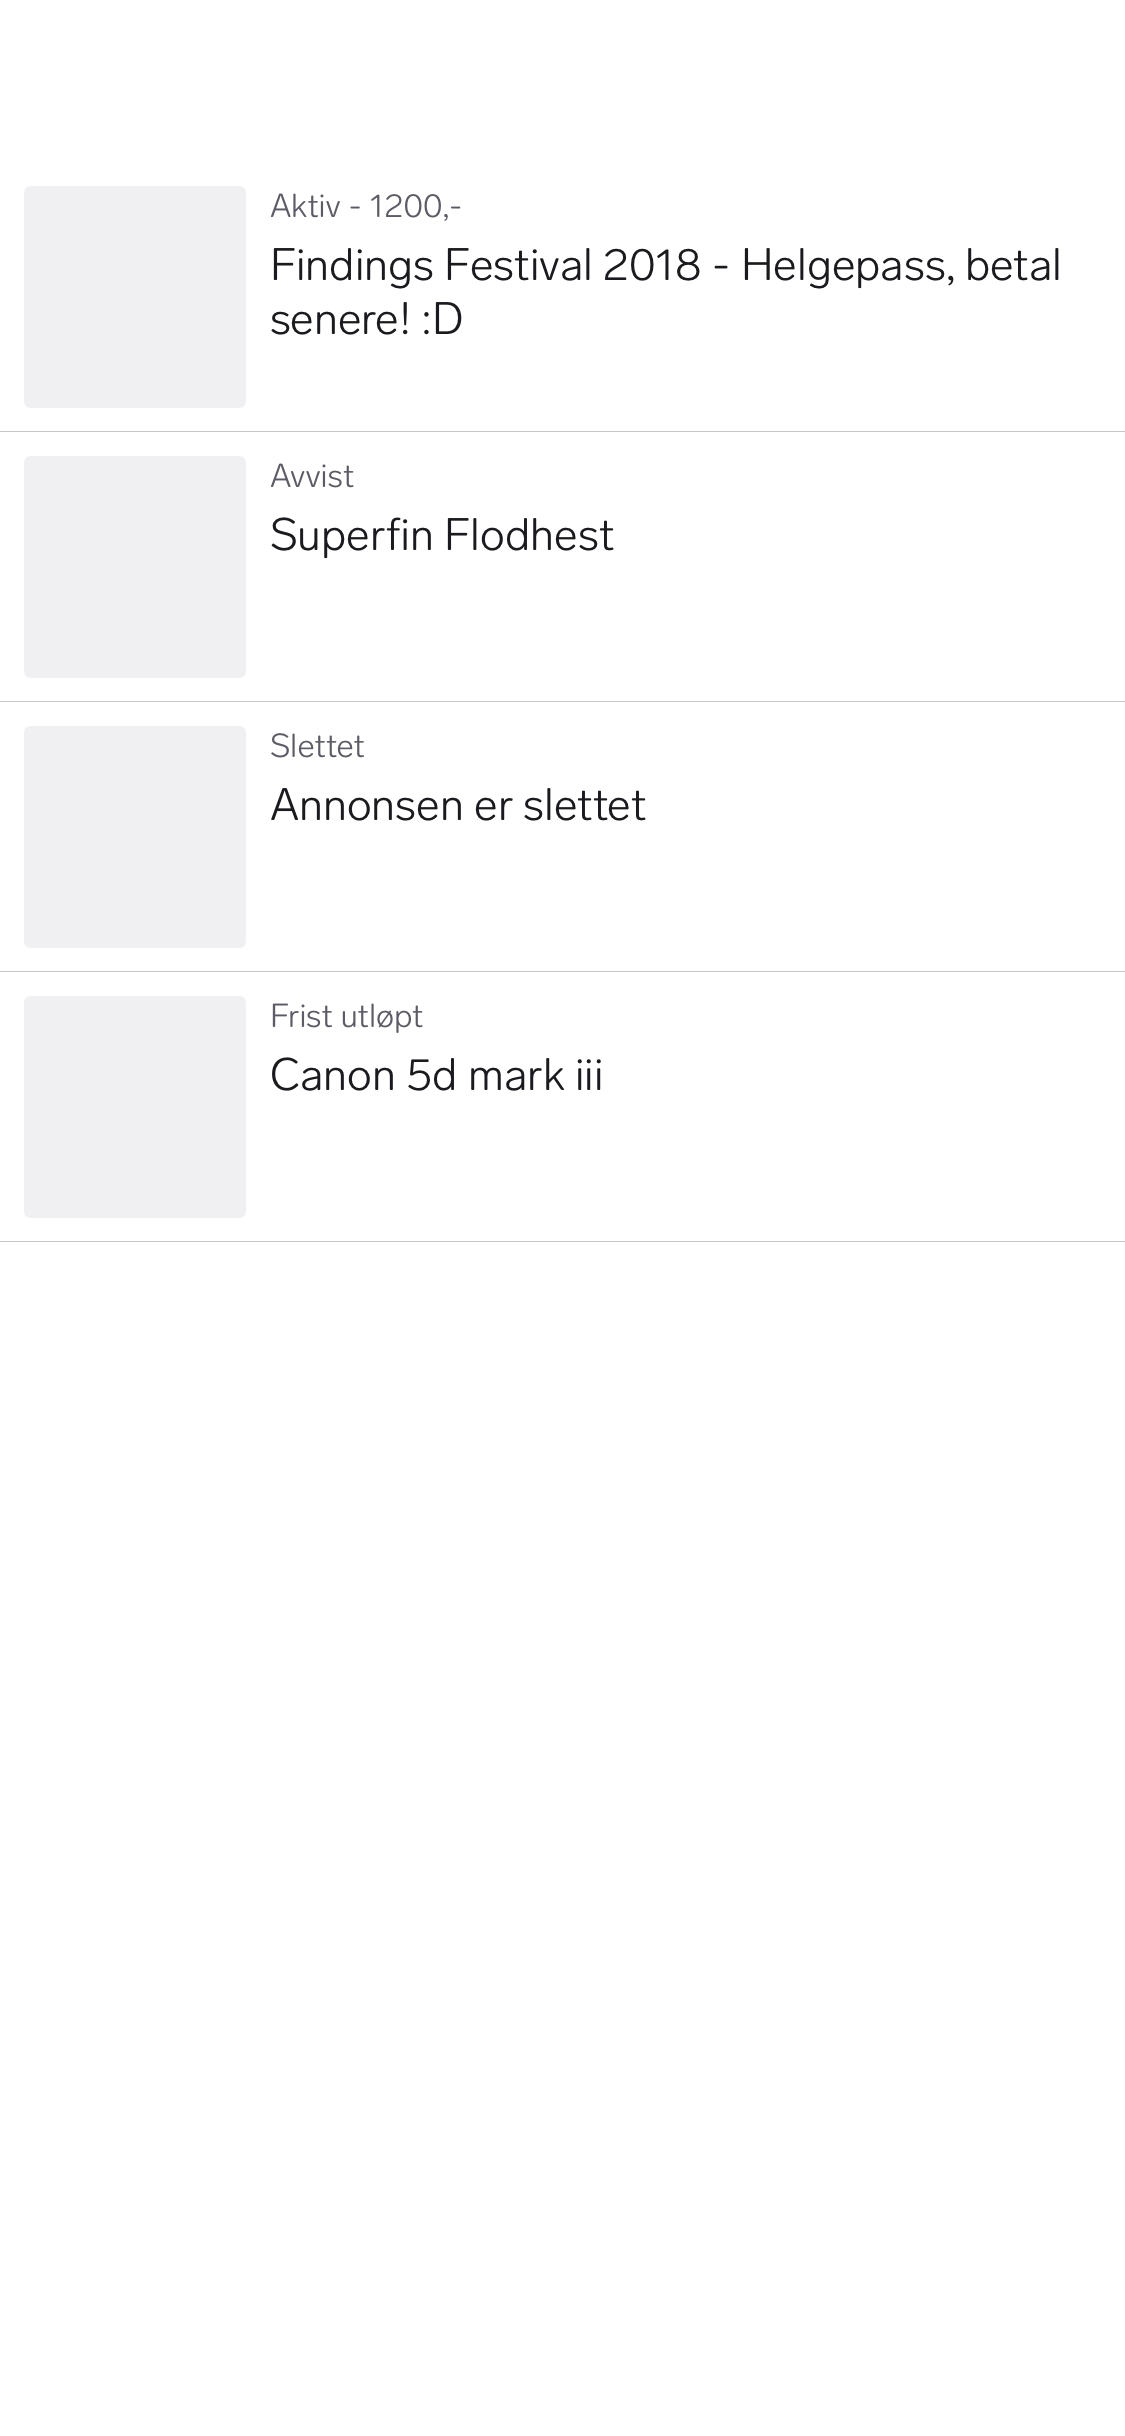 Aktiv - 1200,-
Findings Festival 2018 - Helgepass, betal
senere! :D
Avvist
Superfin Flodhest
Slettet
Annonsen er slettet
Frist utløpt
Canon 5d mark iii